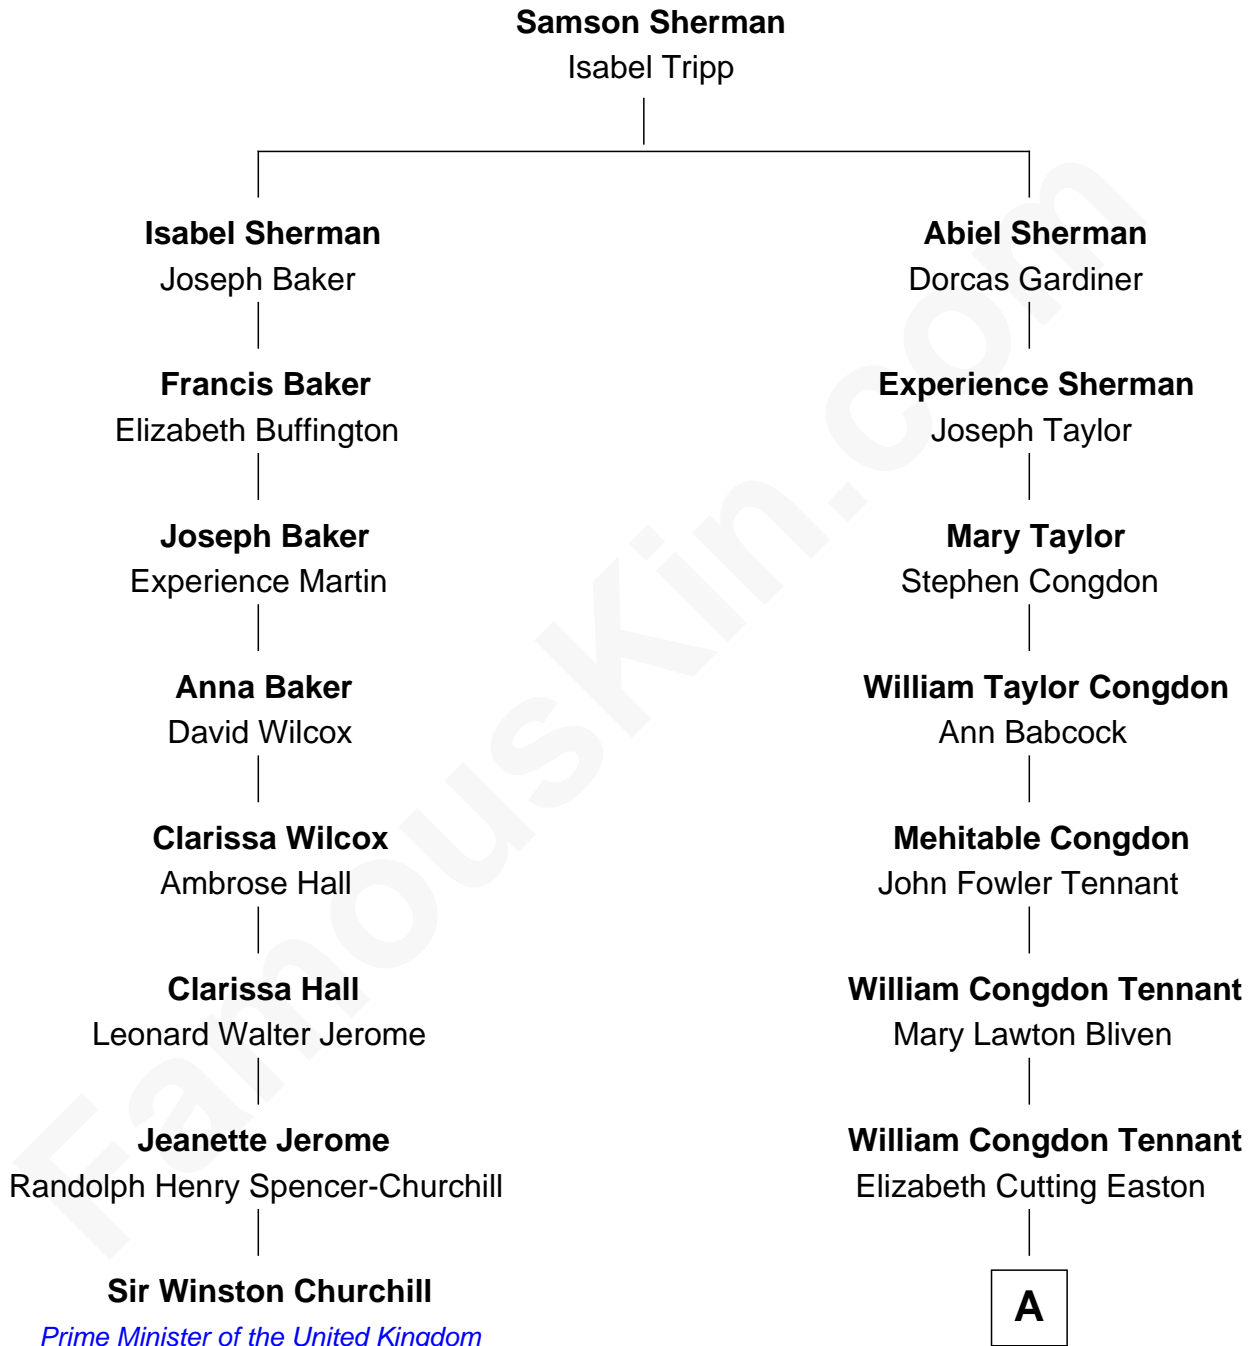 Samson Sherman
Isabel Tripp
Isabel Sherman
Joseph Baker
Abiel Sherman
Dorcas Gardiner
Francis Baker
Elizabeth Buffington
Experience Sherman
Joseph Taylor
Joseph Baker
Experience Martin
Mary Taylor
Stephen Congdon
Anna Baker
David Wilcox
William Taylor Congdon
Ann Babcock
Clarissa Wilcox
Ambrose Hall
Mehitable Congdon
John Fowler Tennant
Clarissa Hall
Leonard Walter Jerome
William Congdon Tennant
Mary Lawton Bliven
Jeanette Jerome
Randolph Henry Spencer-Churchill
William Congdon Tennant
Elizabeth Cutting Easton
Sir Winston Churchill
Prime Minister of the United Kingdom
A
FamousKin.com